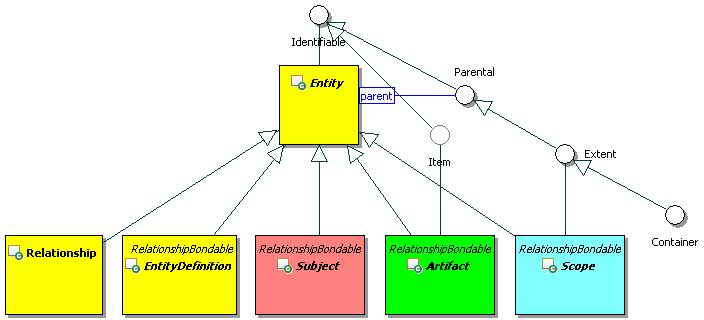 Identifiable
Entity
parent
Parental
Item
Extent
Container
Relationship
RelationshipBondable
EntityDefinition
RelationshipBondable
Subject
RelationshipBondable
Artifact
RelationshipBondable
Scope